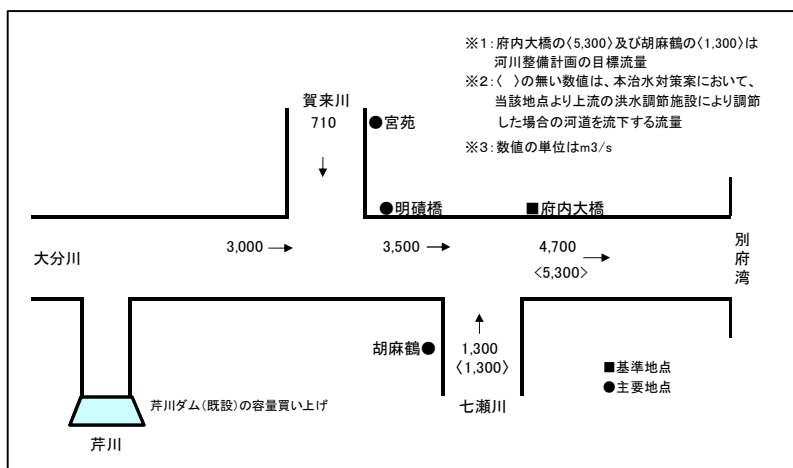 ※1：府内大橋の〈5,300〉及び胡麻鶴の〈1,300〉は
河川整備計画の目標流量
※2：〈　〉の無い数値は、本治水対策案において、
当該地点より上流の洪水調節施設により調節
した場合の河道を流下する流量
※3：数値の単位はm3/s
賀来川
710
●宮苑
↓
●明磧橋
■府内大橋
大分川
3,000 →
3,500 →
4,700
→
〈5,300〉
別府湾
↑
胡麻鶴●
1,300
〈1,300〉
七瀬川
■基準地点
●主要地点
芹川ダム（既設）の容量買い上げ
芹川